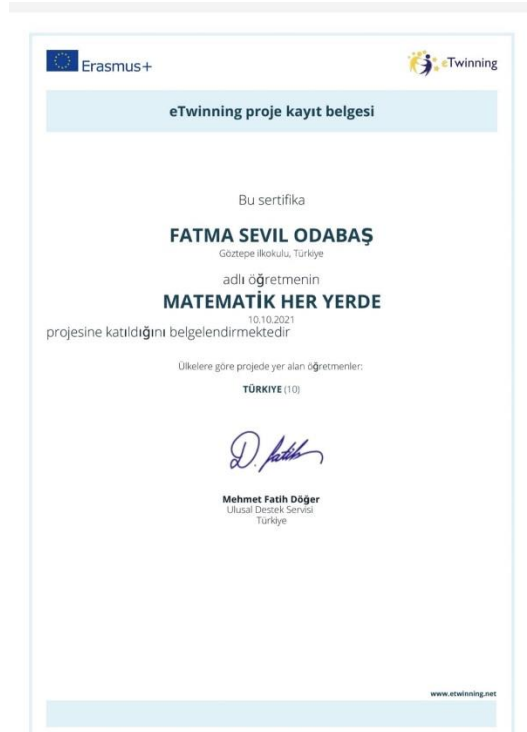 Erasmus+
eTwinning
eTwinning proje kayıt belgesi
Bu sertifika
FATMA SEVIL ODABAŞ
Göztepe ilkokulu, Türkiye
adlı öğretmenin
MATEMATİK HER YERDE
10.10.2021
projesine katıldığını belgelendirmektedir
Ülkelere göre projede yer alan öğretmenler:
TÜRKIYE (10)
D. fatih
Mehmet Fatih Döğer
Ulusal Destek Servisi
Türkiye
www.etwinning.net